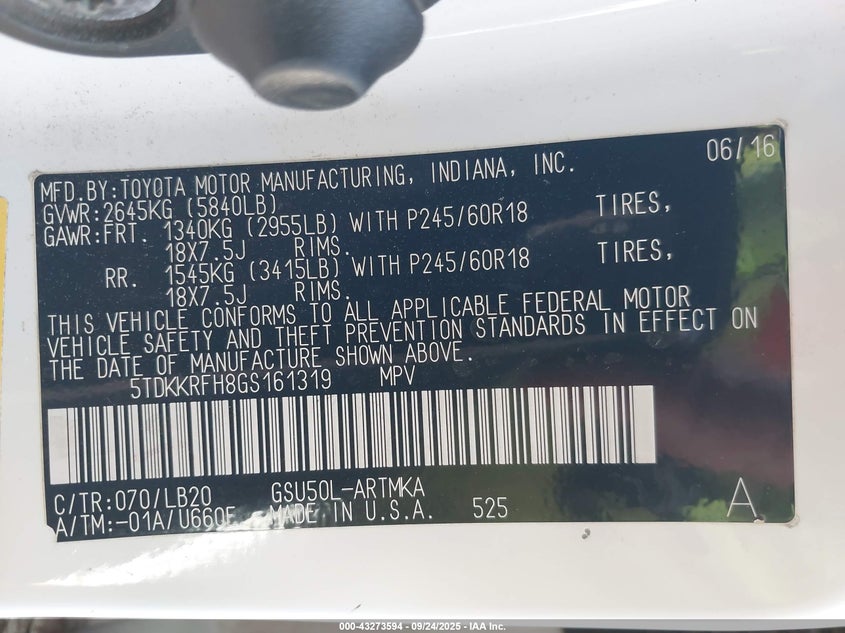 06/16
MFD.BY:TOYOTA MOTOR MANUFACTURING, INDIANA, INC.
GVWR:2645KG (5840LB)
GAWR:FRT. 1340KG (2955LB) WITH P245/60R18 TIRES,
18X7.5J RIMS.
RR. 1545KG (3415LB) WITH P245/60R18 TIRES,
18X7.5J RIMS.
THIS VEHICLE CONFORMS TO ALL APPLICABLE FEDERAL MOTOR
VEHICLE SAFETY AND THEFT PREVENTION STANDARDS IN EFFECT ON
THE DATE OF MANUFACTURE SHOWN ABOVE.
5TDKKRFH8GS161319 MPV
C/TR:070/LB20 GSU50L-ARTMKA
A/TM:-01A/U660E MADE IN U.S.A. 525 A
000-43273594 - 09/24/2025 - IAA Inc.